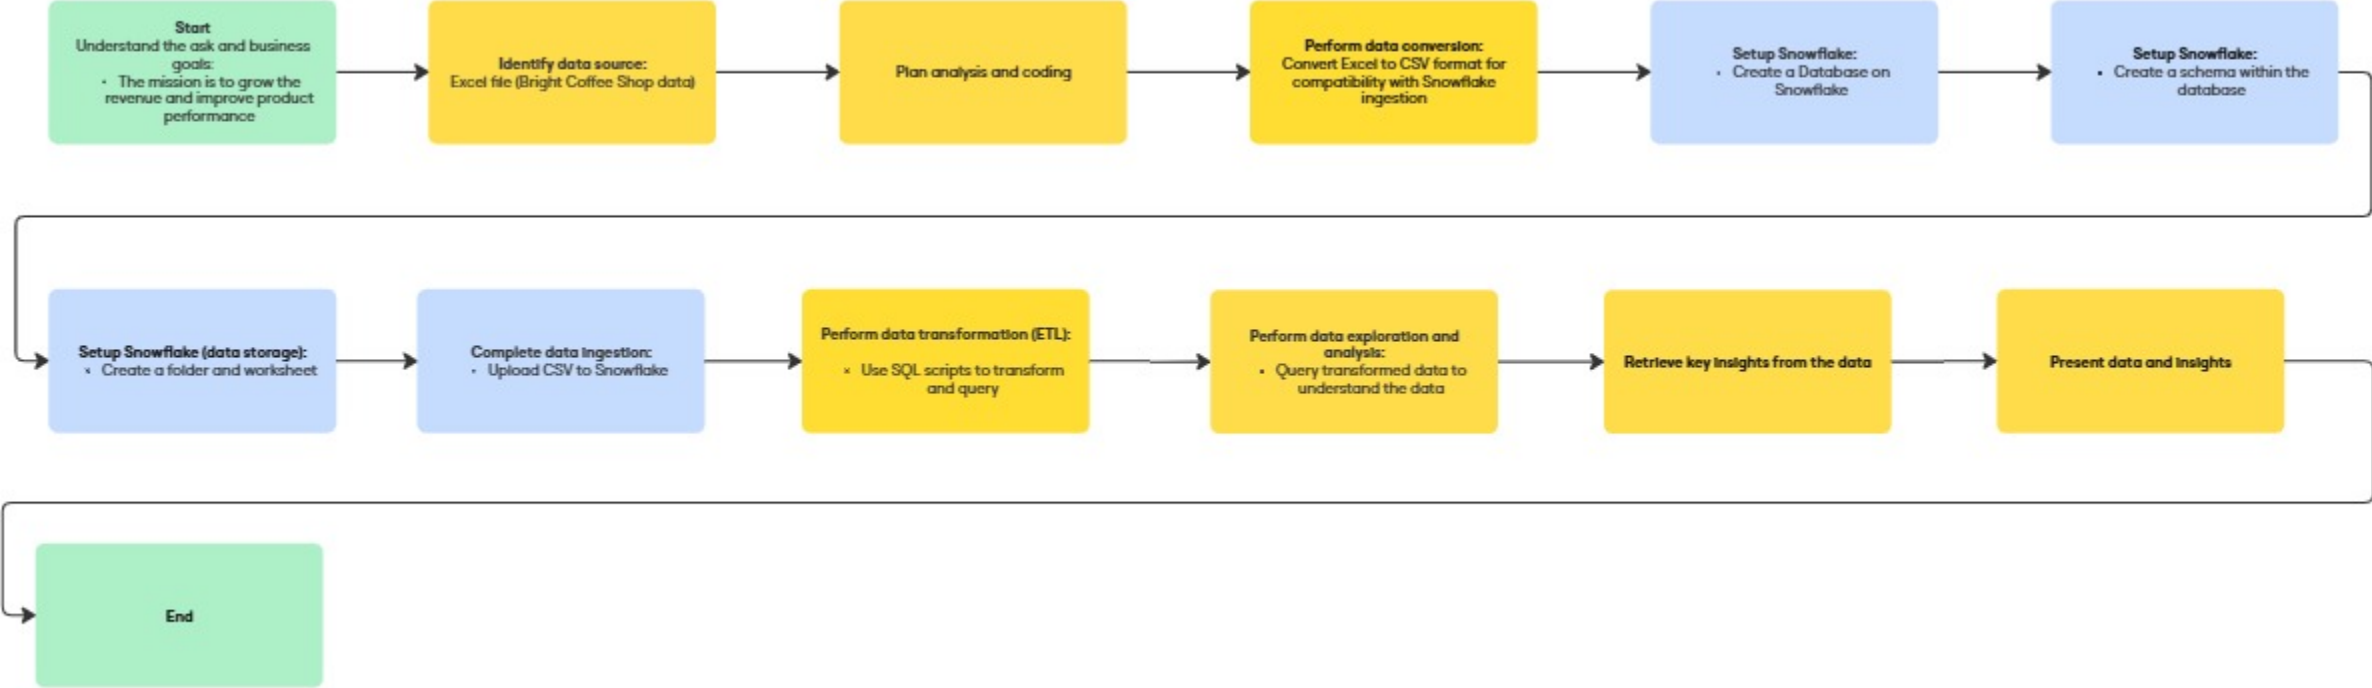 Start
Understand the ask and business
goals:
• The mission is to grow the
revenue and improve product
performance
Identify data source:
Excel file (Bright Coffee Shop data)
Plan analysis and coding
Perform data conversion:
Convert Excel to CSV format for
compatibility with Snowflake
ingestion
Setup Snowflake:
• Create a Database on
Snowflake
Setup Snowflake:
• Create a schema within the
database
Setup Snowflake (data storage):
• Create a folder and worksheet
Complete data ingestion:
• Upload CSV to Snowflake
Perform data transformation (ETL):
• Use SQL scripts to transform
and query
Perform data exploration and
analysis:
• Query transformed data to
understand the data
Retrieve key insights from the data
Present data and insights
End